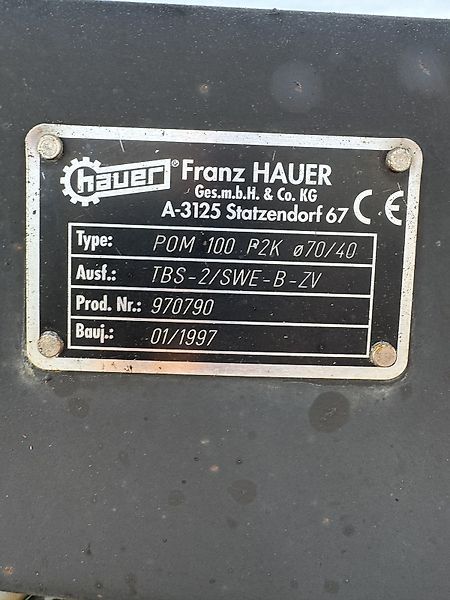 hauer® Franz HAUER
Ges.m.b.H. & Co. KG
A-3125 Statzendorf 67 CE
Type: POM 100 P2K ø70/40
Ausf.: TBS-2/SWE-B-ZV
Prod. Nr.: 970790
Bauj.: 01/1997